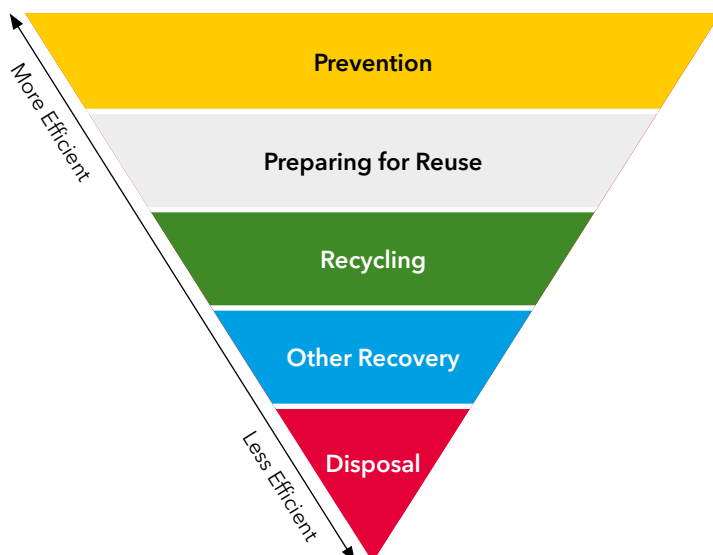 Prevention
More Efficient
Preparing for Reuse
Recycling
Other Recovery
Less Efficient
Disposal